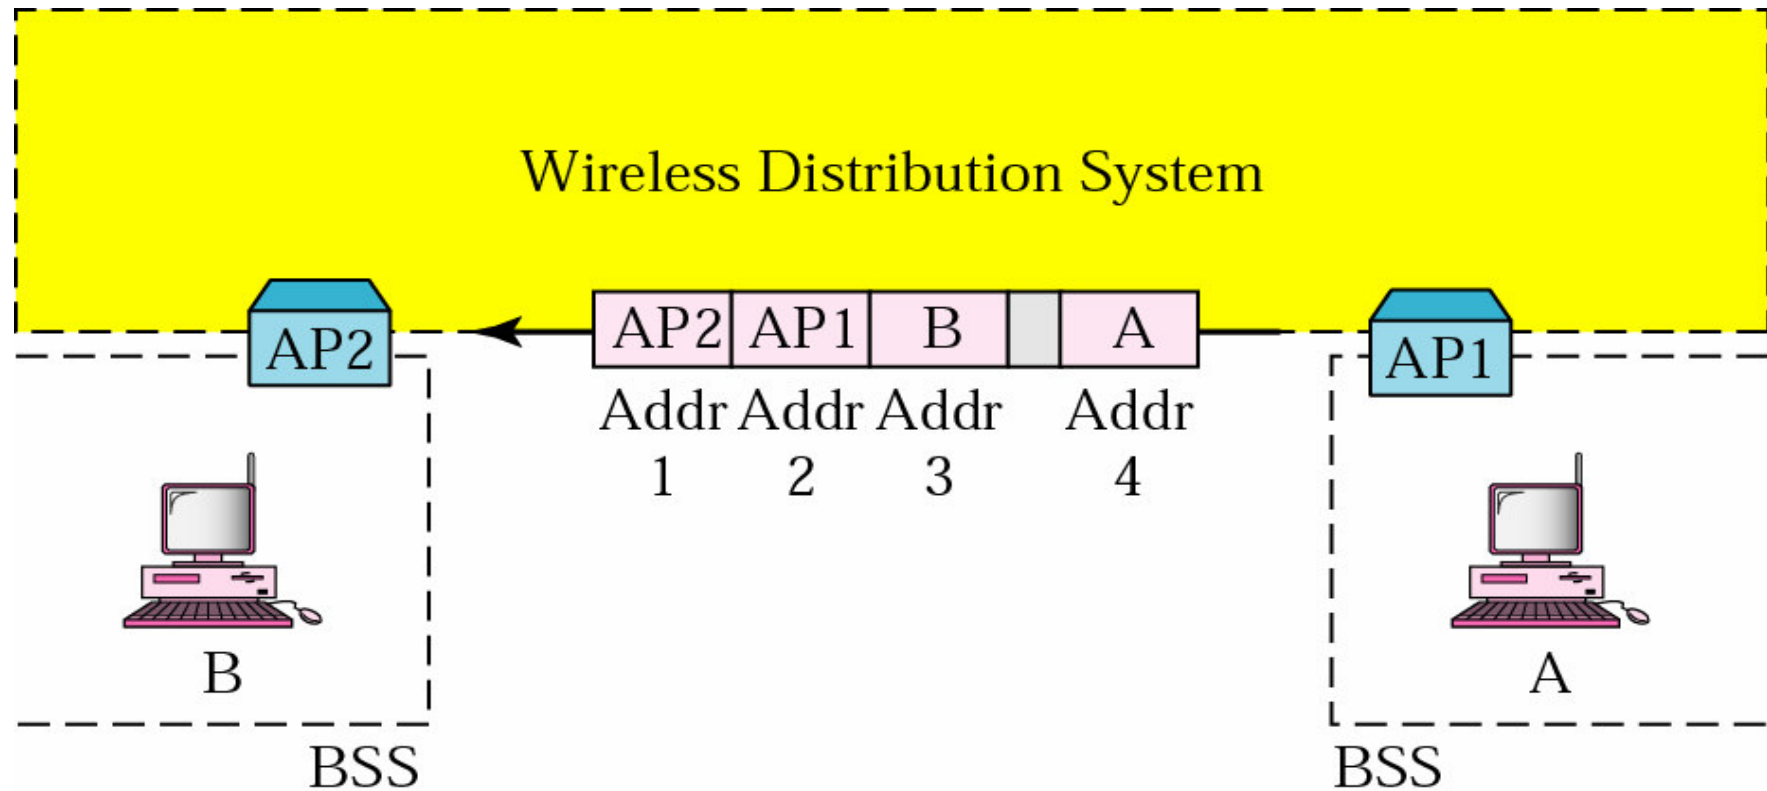 Wireless Distribution System
AP2
AP2 AP1 B A
AP1
Addr Addr Addr Addr
1 2 3 4
B
A
BSS
BSS